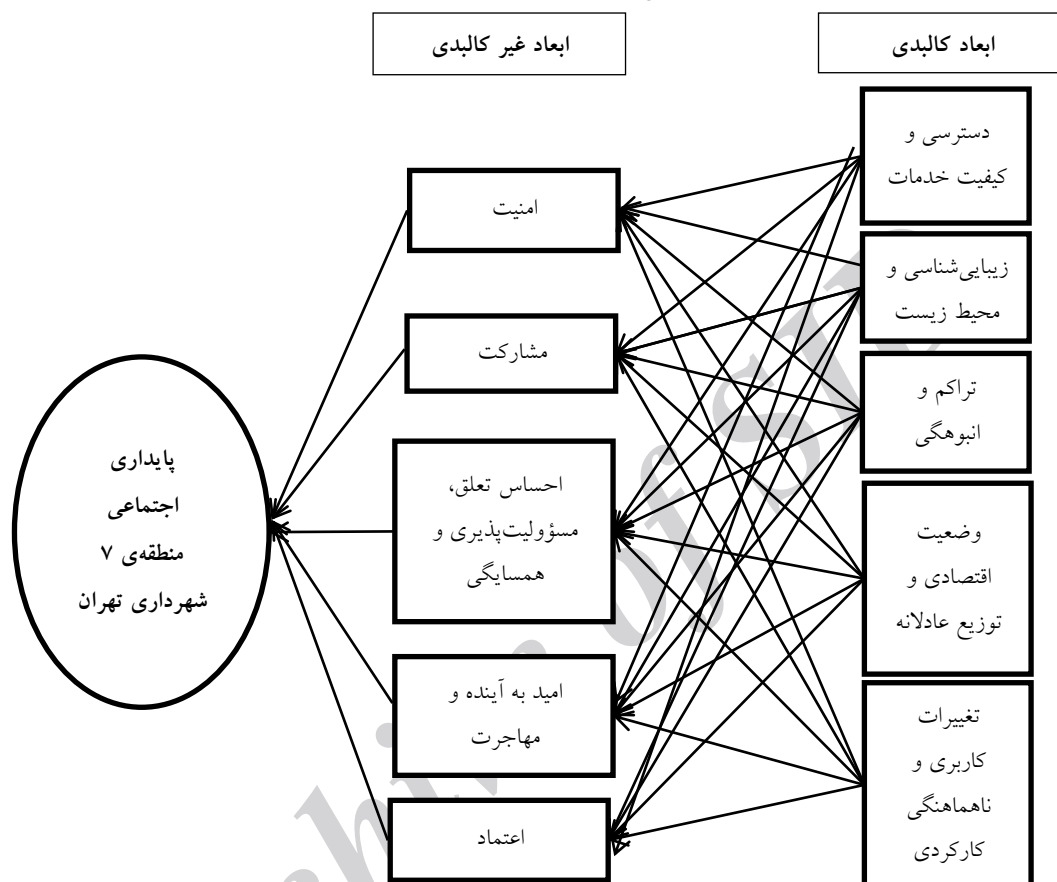 ابعاد کالبدی
ابعاد غیر کالبدی
دسترسی و
کیفیت خدمات
زیبایی‌شناسی و
محیط زیست
تراکم و
انبوهگی
وضعیت
اقتصادی و
توزیع عادلانه
تغییرات
کاربری و
ناهماهنگی
کارکردی
امنیت
مشارکت
احساس تعلق،
مسؤولیت‌پذیری و
همسایگی
امید به آینده و
مهاجرت
اعتماد
پایداری
اجتماعی
منطقه‌ی ۷
شهرداری تهران